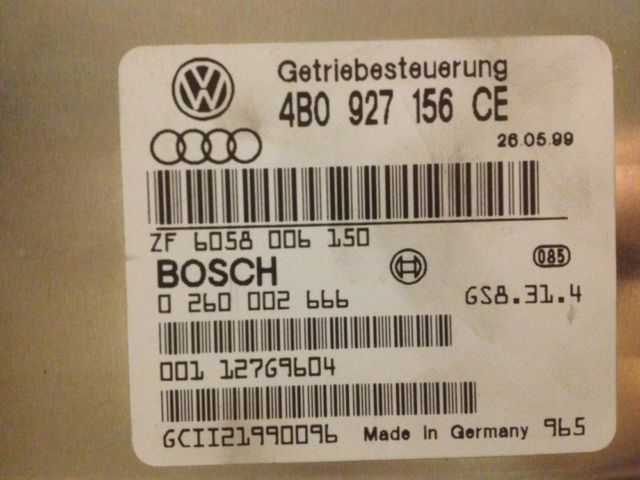 Getriebesteuerung
4B0 927 156 CE
26.05.99
ZF 6058 006 150
085
BOSCH
0 260 002 666
GS8.31.4
001 127G9604
GCII21990096 Made in Germany 965